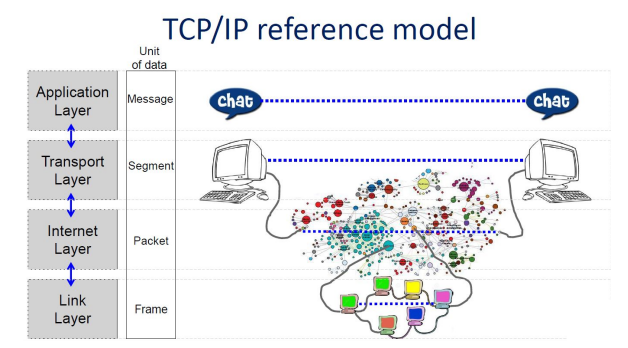 TCP/IP reference model
Unit
of data
Application
Layer
Message
chat
chat
Transport
Layer
Segment
Internet
Layer
Packet
Link
Layer
Frame